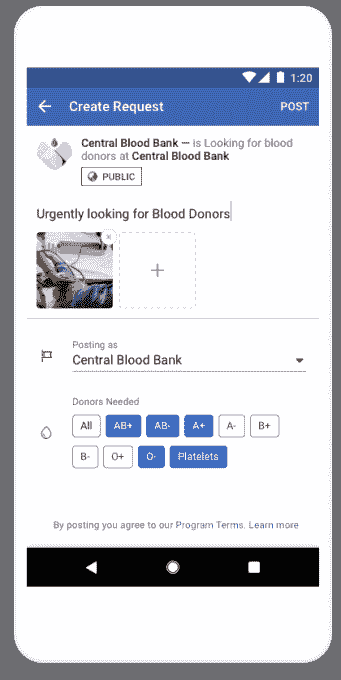 1:20
Create Request
POST
Central Blood Bank — is Looking for blood
donors at Central Blood Bank
PUBLIC
Urgently looking for Blood Donors
Posting as
Central Blood Bank
Donors Needed
All AB+ AB- A+ A- B+
B- O+ O- Platelets
By posting you agree to our Program Terms. Learn more